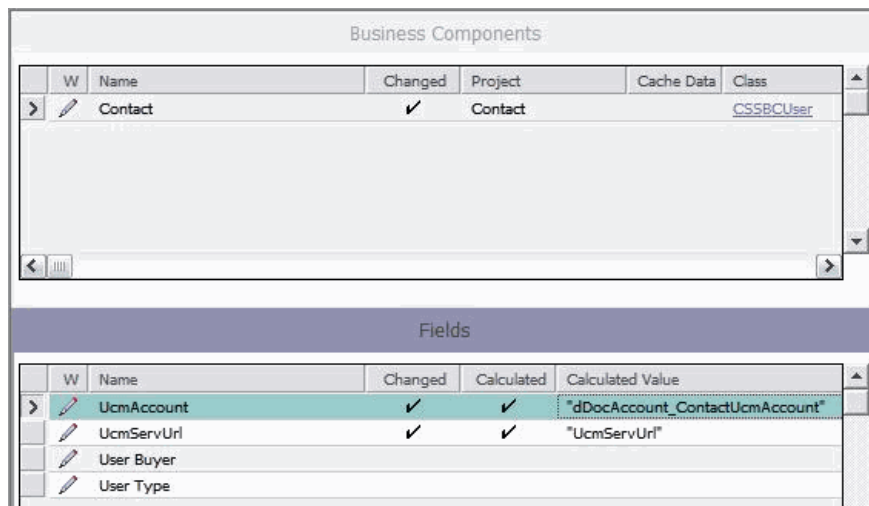 Business Components
W Name Changed Project Cache Data Class
Contact ✔ Contact CSSBCUser
Fields
W Name Changed Calculated Calculated Value
UcmAccount ✔ ✔ "dDocAccount_ContactUcmAccount"
UcmServUrl ✔ ✔ "UcmServUrl"
User Buyer
User Type